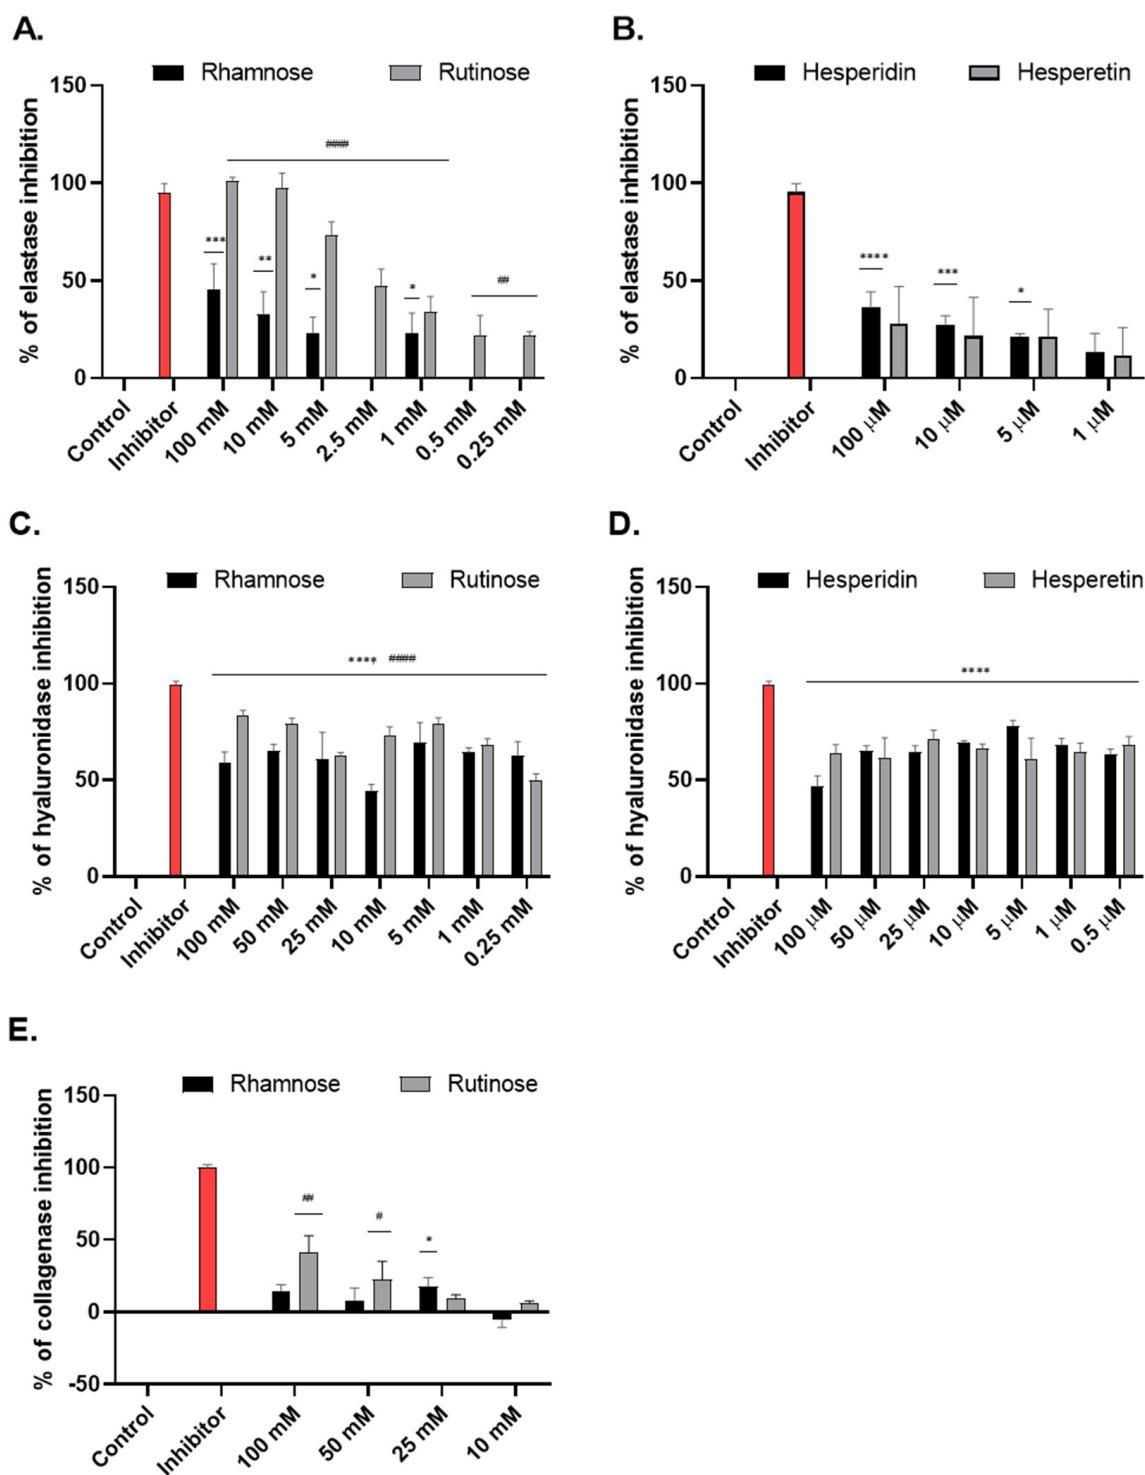 A.
Rhamnose Rutinose
% of elastase inhibition
150
100
50
0
####
***
**
*
*
##
Control Inhibitor 100 mM 10 mM 5 mM 2.5 mM 1 mM 0.5 mM 0.25 mM
B.
Hesperidin Hesperetin
% of elastase inhibition
150
100
50
0
****
***
*
Control Inhibitor 100 μM 10 μM 5 μM 1 μM
C.
Rhamnose Rutinose
% of hyaluronidase inhibition
150
100
50
0
**** ####
Control Inhibitor 100 mM 50 mM 25 mM 10 mM 5 mM 1 mM 0.25 mM
D.
Hesperidin Hesperetin
% of hyaluronidase inhibition
150
100
50
0
****
Control Inhibitor 100 μM 50 μM 25 μM 10 μM 5 μM 1 μM 0.5 μM
E.
Rhamnose Rutinose
% of collagenase inhibition
150
100
50
0
-50
##
#
*
Control Inhibitor 100 mM 50 mM 25 mM 10 mM